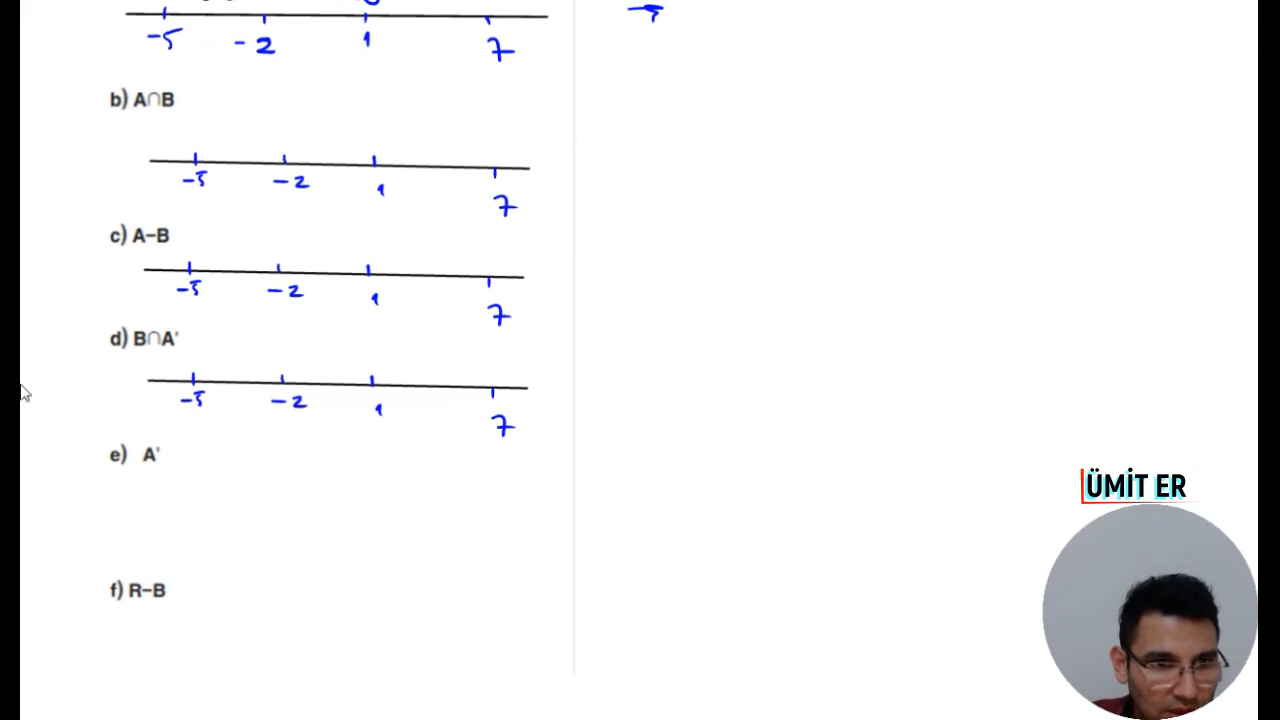 -5 -2 1 7
b) A∩B
-5 -2 1 7
c) A-B
-5 -2 1 7
d) B∩A'
-5 -2 1 7
e) A'
ÜMİT ER
f) R-B